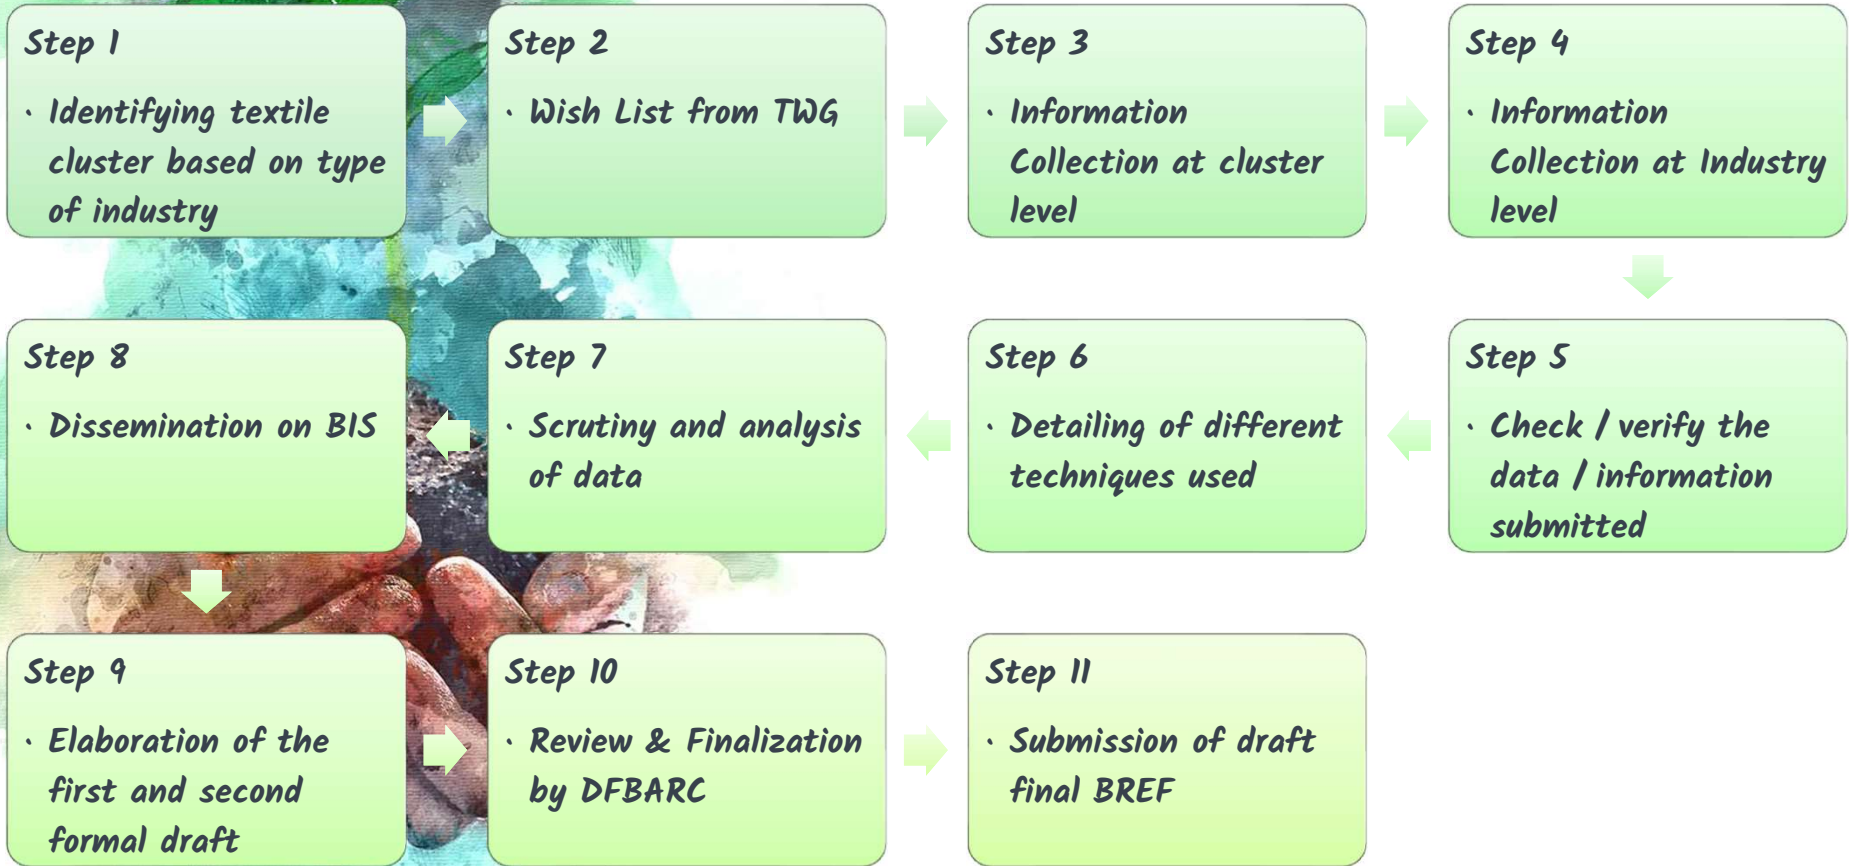 Step 1
· Identifying textile
cluster based on type
of industry
Step 2
· Wish List from TWG
Step 3
· Information
Collection at cluster
level
Step 4
· Information
Collection at Industry
level
Step 5
· Check / verify the
data / information
submitted
Step 6
· Detailing of different
techniques used
Step 7
· Scrutiny and analysis
of data
Step 8
· Dissemination on BIS
Step 9
· Elaboration of the
first and second
formal draft
Step 10
· Review & Finalization
by DFBARC
Step 11
· Submission of draft
final BREF